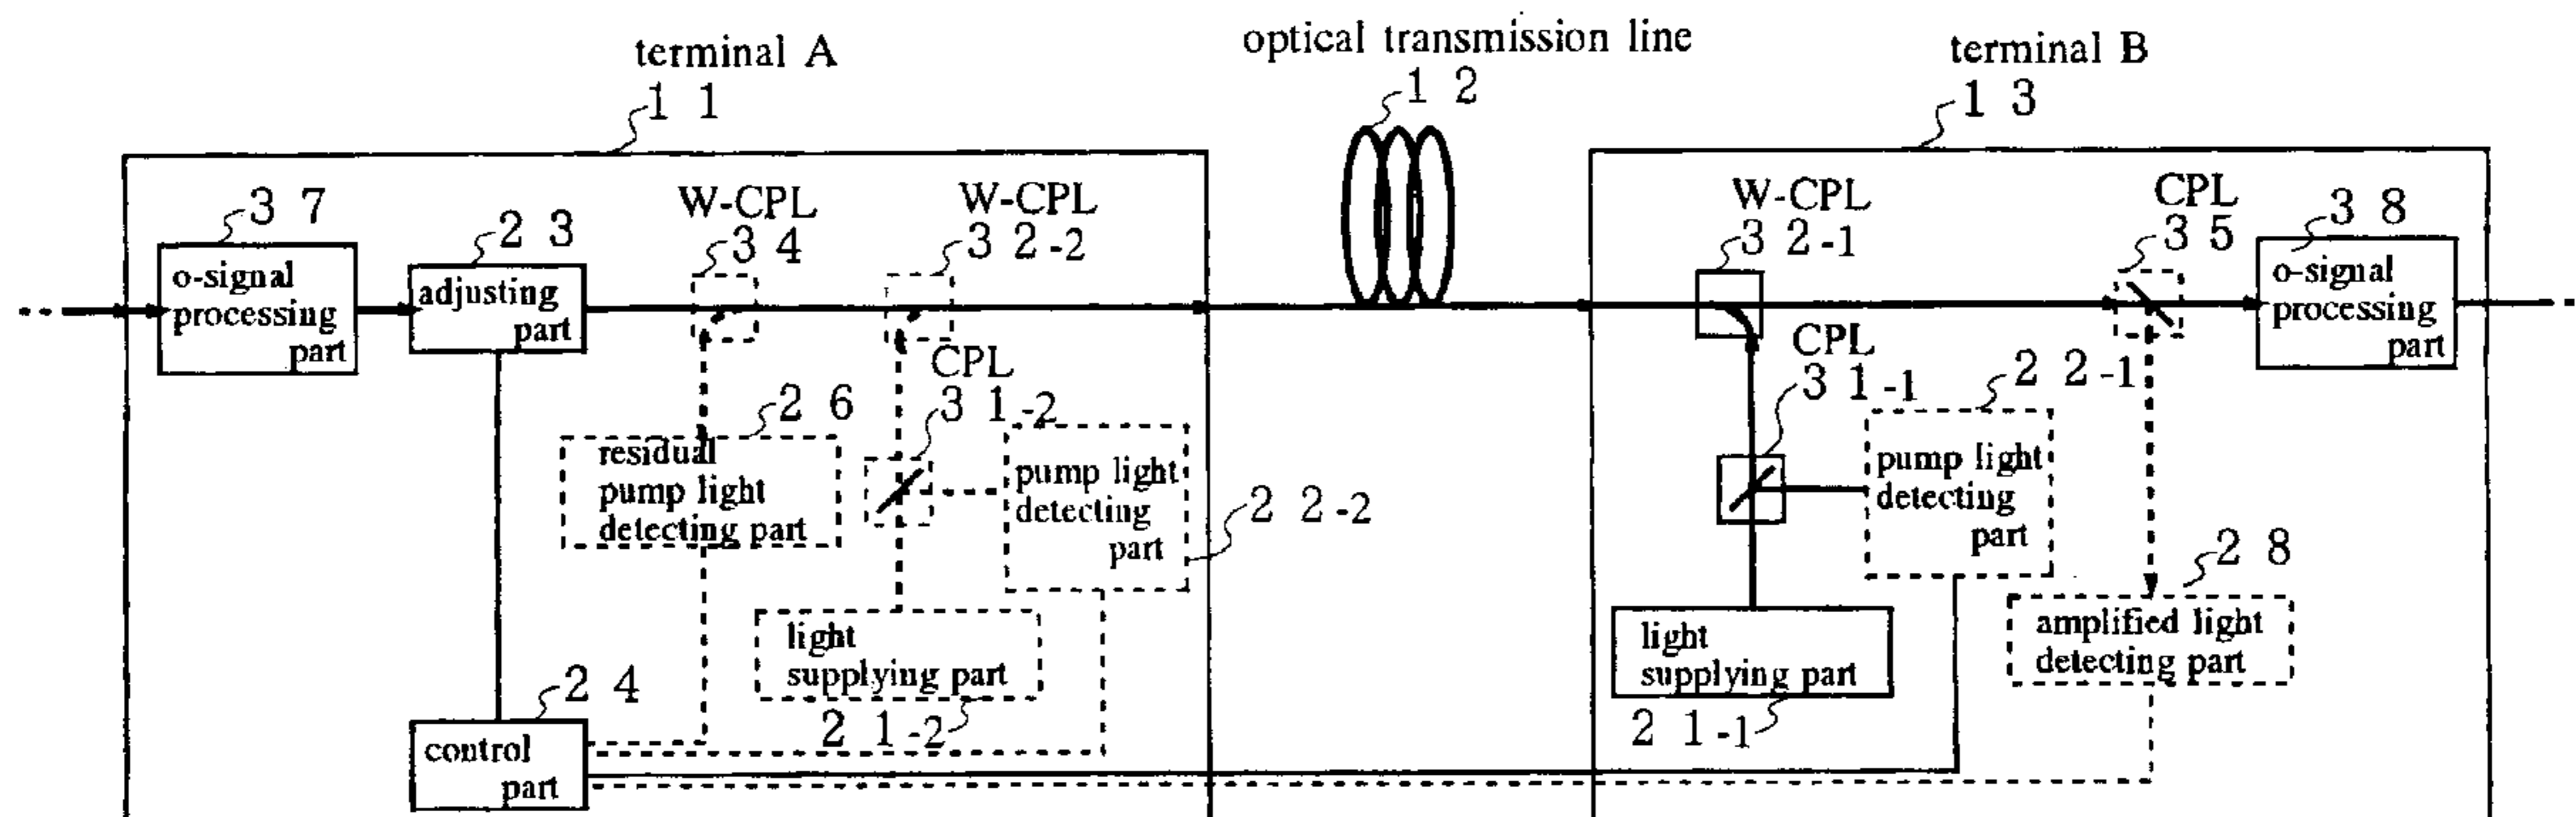 terminal A
1 1
optical transmission line
1 2
terminal B
1 3
3 7
o-signal
processing
part
2 3
adjusting
part
W-CPL
3 4
W-CPL
3 2-2
W-CPL
3 2-1
CPL
3 5
3 8
o-signal
processing
part
CPL
3 1-2
2 6
residual
pump light
detecting part
pump light
detecting
part
2 2-2
CPL
3 1-1
2 2-1
pump light
detecting
part
2 8
amplified light
detecting part
light
supplying part
2 1-2
light
supplying part
2 1-1
2 4
control
part